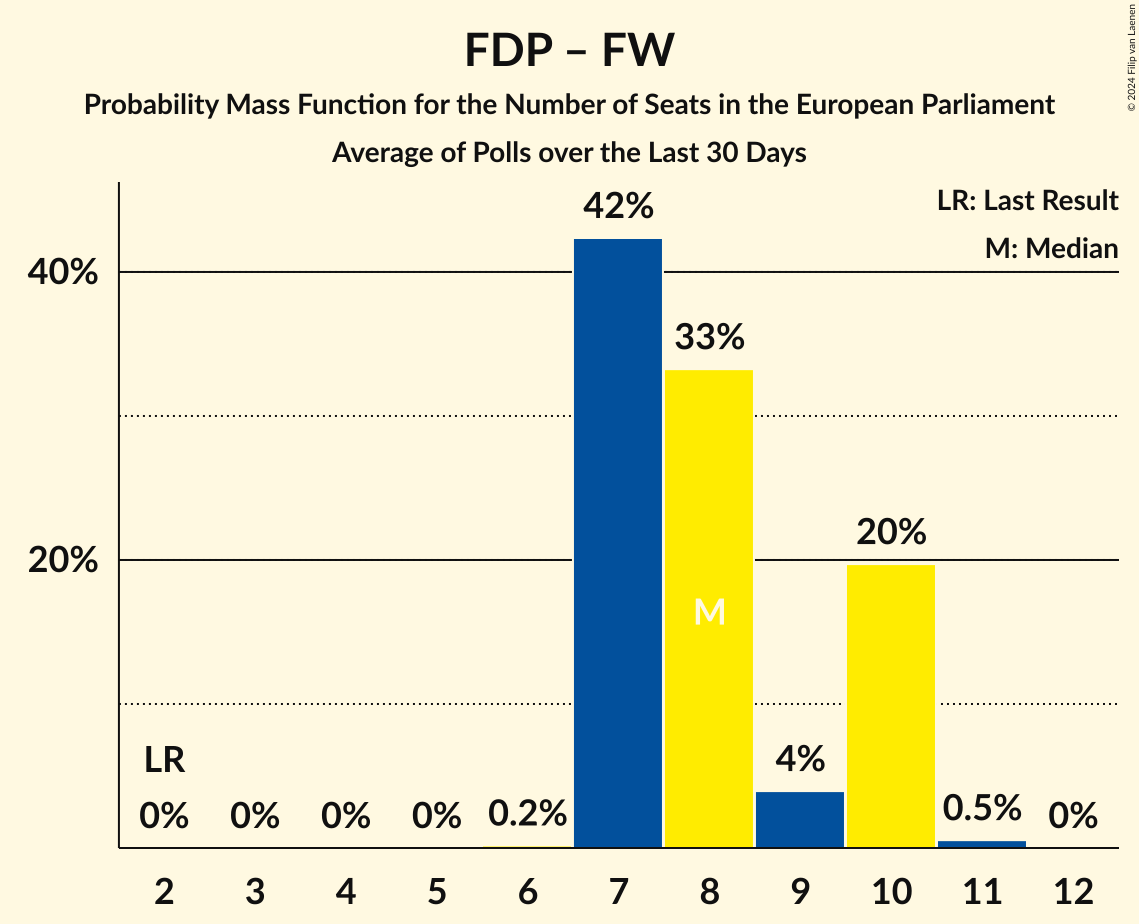 FDP – FW
Probability Mass Function for the Number of Seats in the European Parliament
Average of Polls over the Last 30 Days
© 2024 Filip van Laenen
LR: Last Result
M: Median
42%
40%
33%
20%
20%
M
LR
4%
0% 0% 0% 0% 0.2% 0.5% 0%
2 3 4 5 6 7 8 9 10 11 12